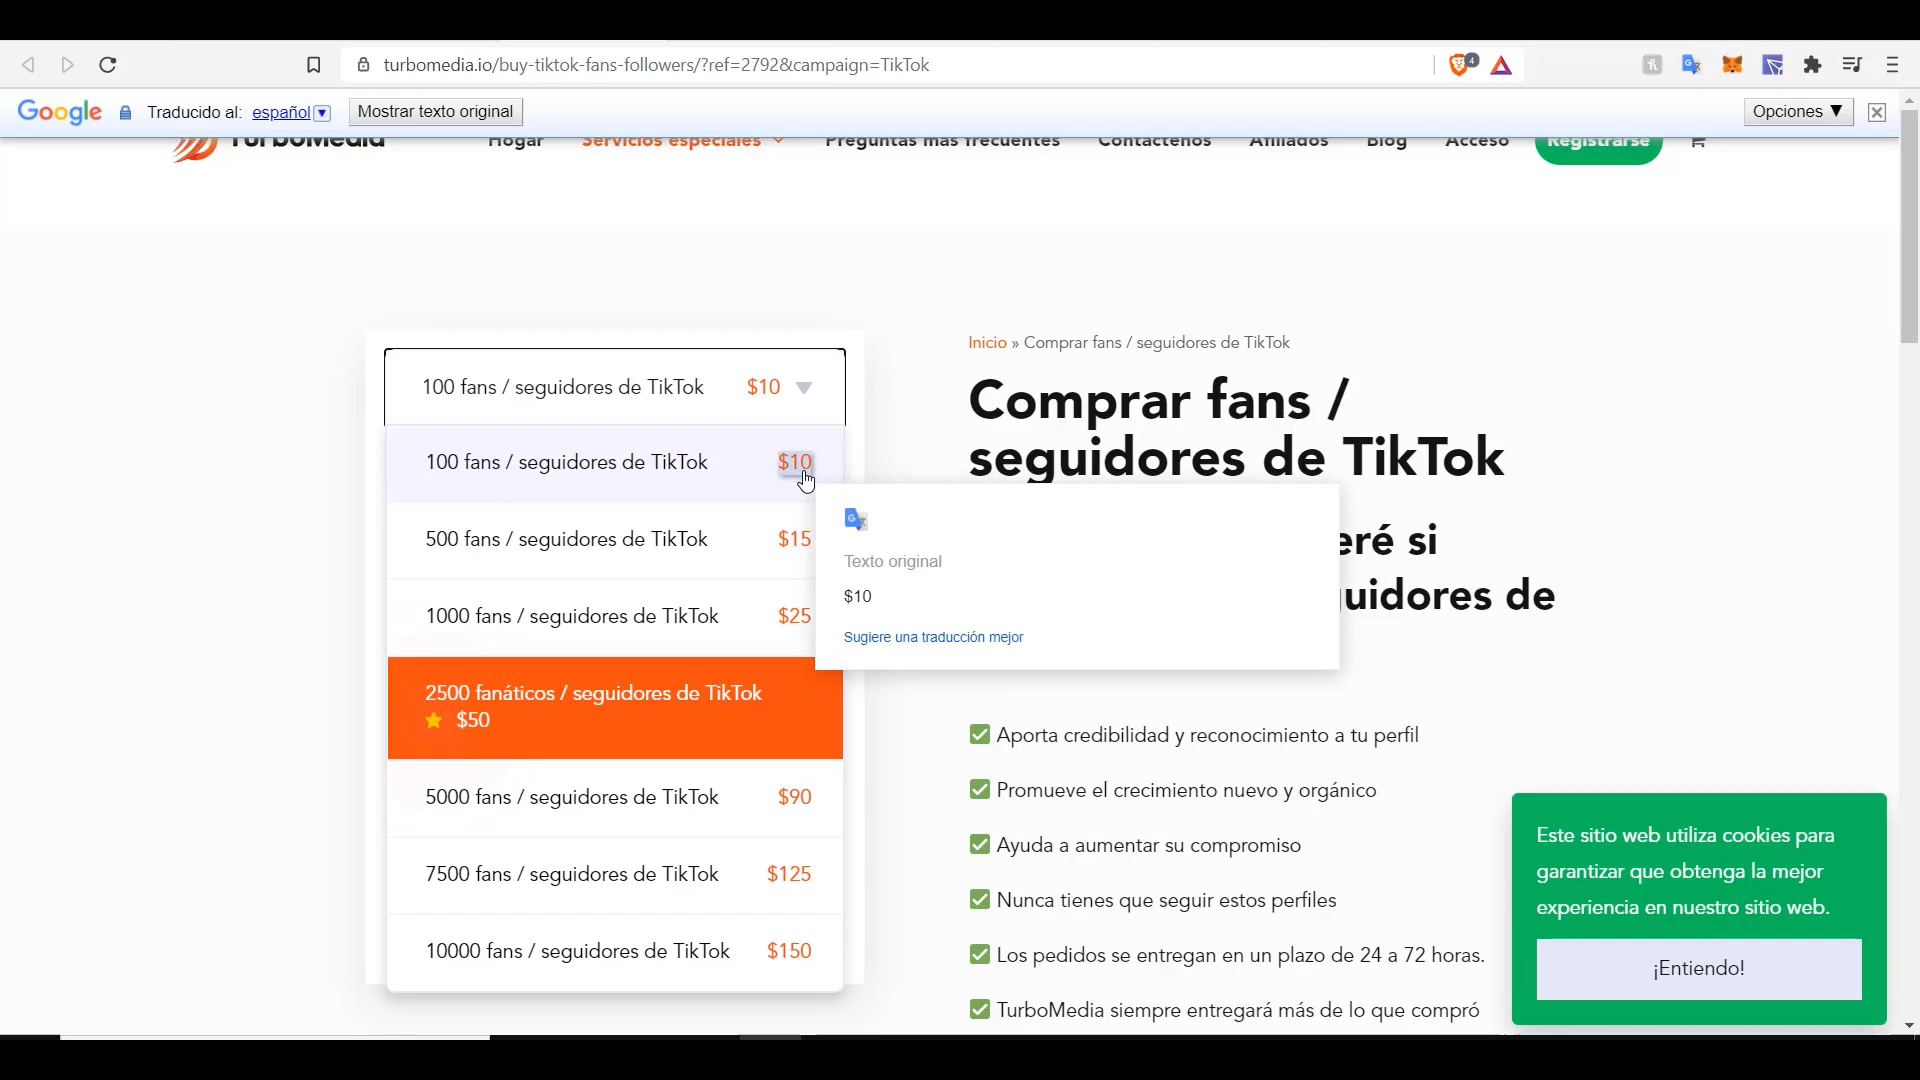 turbomedia.io/buy-tiktok-fans-followers/?ref=2792&campaign=TikTok
4
Google Traducido al: español Mostrar texto original Opciones ▼
TurboMedia Hogar Servicios especiales Preguntas más frecuentes Contáctenos Afiliados Blog Acceso Registrarse
Inicio » Comprar fans / seguidores de TikTok
Comprar fans /
seguidores de TikTok
eré si
uidores de
100 fans / seguidores de TikTok $10
100 fans / seguidores de TikTok $10
500 fans / seguidores de TikTok $15
1000 fans / seguidores de TikTok $25
2500 fanáticos / seguidores de TikTok
$50
5000 fans / seguidores de TikTok $90
7500 fans / seguidores de TikTok $125
10000 fans / seguidores de TikTok $150
Texto original
$10
Sugiere una traducción mejor
Aporta credibilidad y reconocimiento a tu perfil
Promueve el crecimiento nuevo y orgánico
Ayuda a aumentar su compromiso
Nunca tienes que seguir estos perfiles
Los pedidos se entregan en un plazo de 24 a 72 horas.
TurboMedia siempre entregará más de lo que compró
Este sitio web utiliza cookies para
garantizar que obtenga la mejor
experiencia en nuestro sitio web.
¡Entiendo!